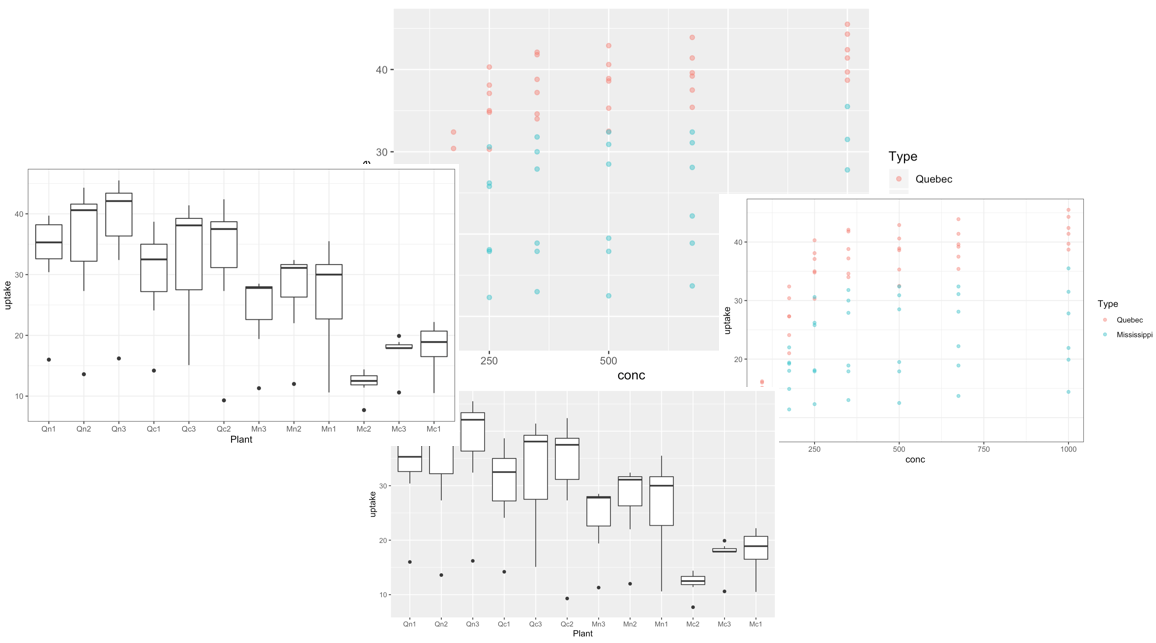 40
30
250
500
conc
Type
Quebec
40
30
20
10
uptake
Qn1
Qn2
Qn3
Qc1
Qc3
Qc2
Mn3
Mn2
Mn1
Mc2
Mc3
Mc1
Plant
40
30
20
uptake
250
500
750
1000
conc
Type
Quebec
Mississippi
30
20
10
uptake
Qn1
Qn2
Qn3
Qc1
Qc3
Qc2
Mn3
Mn2
Mn1
Mc2
Mc3
Mc1
Plant